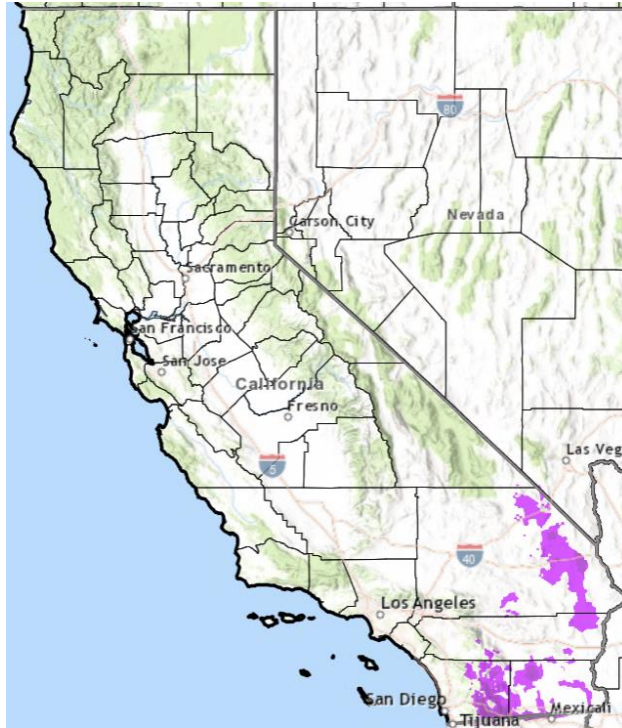 80
Nevada
Carson City
Sacramento
San Francisco
San Jose
California
Fresno
Las Veg
5
40
Los Angeles
San Diego
Mexicali
Tijuana